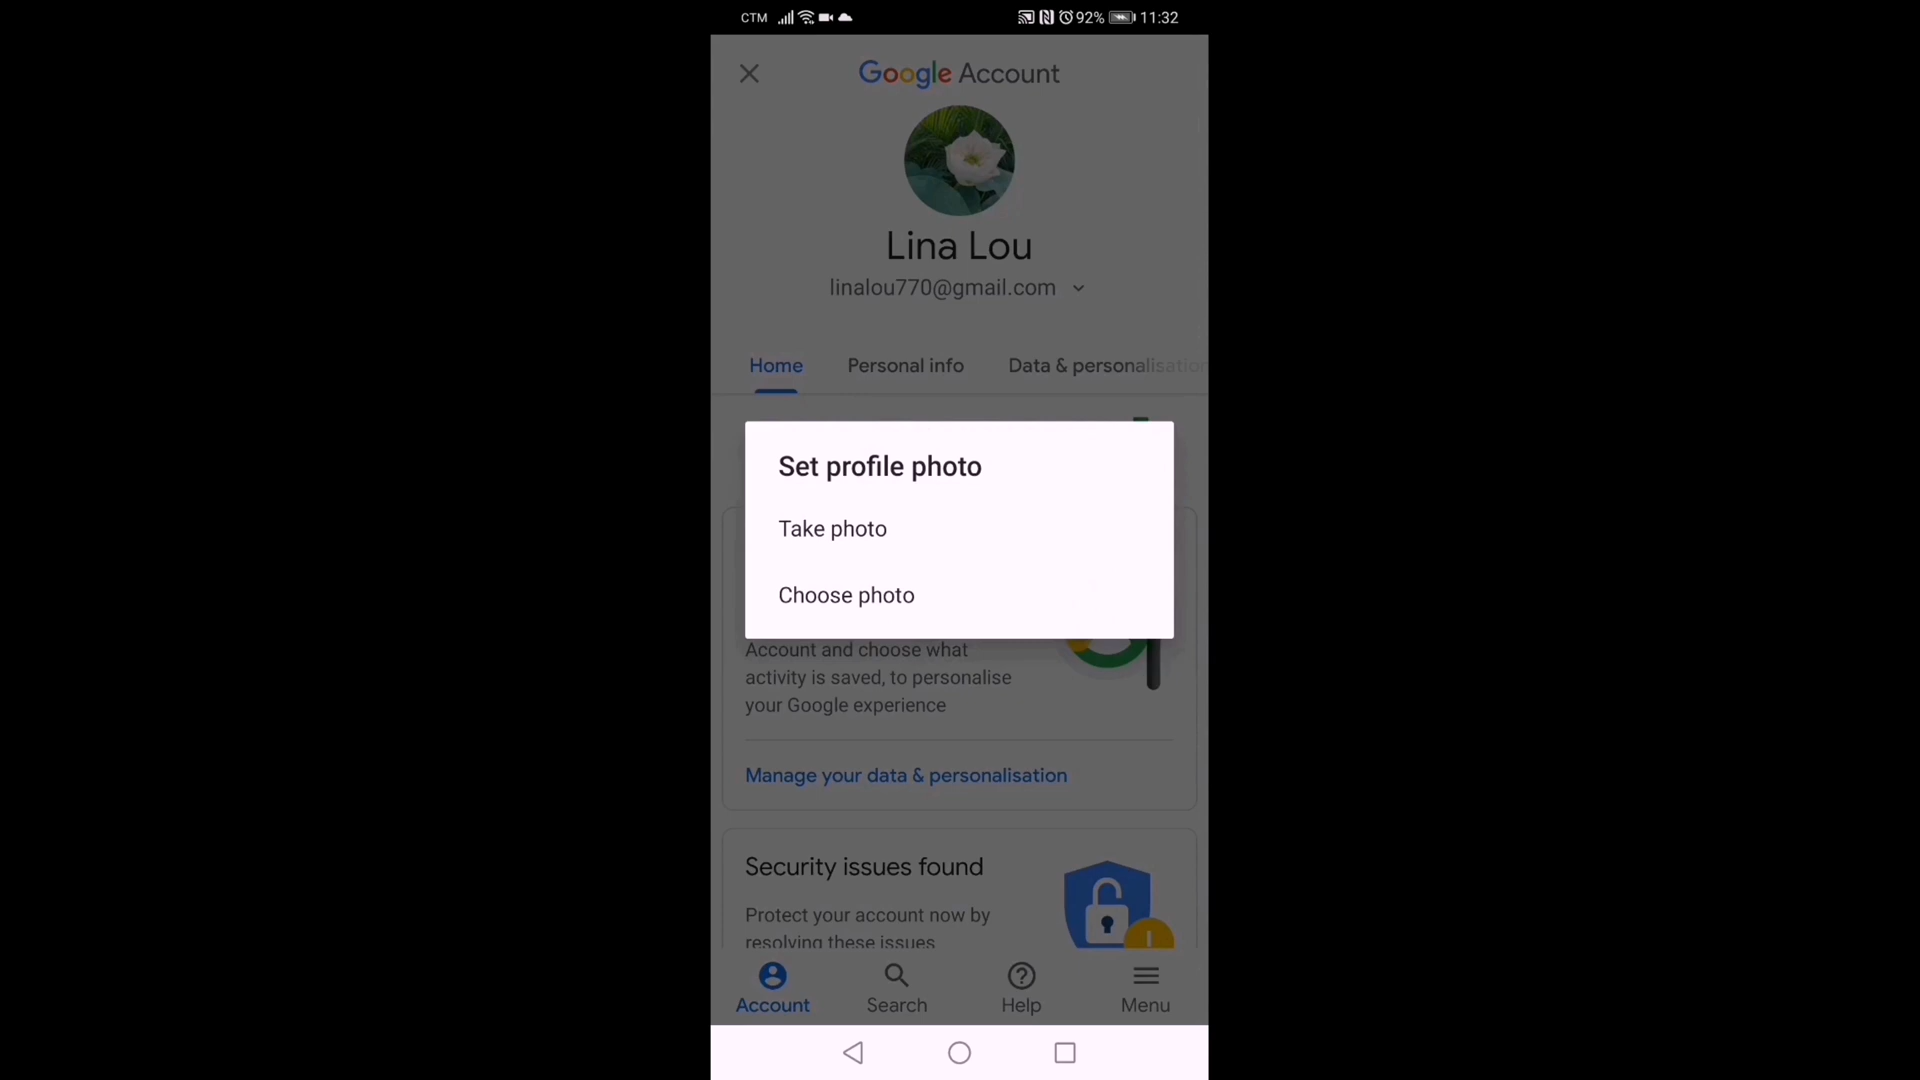 CTM 92% 11:32
Google Account
Lina Lou
linalou770@gmail.com
Home Personal info Data & personalisation
Set profile photo
Take photo
Choose photo
Account and choose what
activity is saved, to personalise
your Google experience
Manage your data & personalisation
Security issues found
Protect your account now by
resolving these issues
Account Search Help Menu